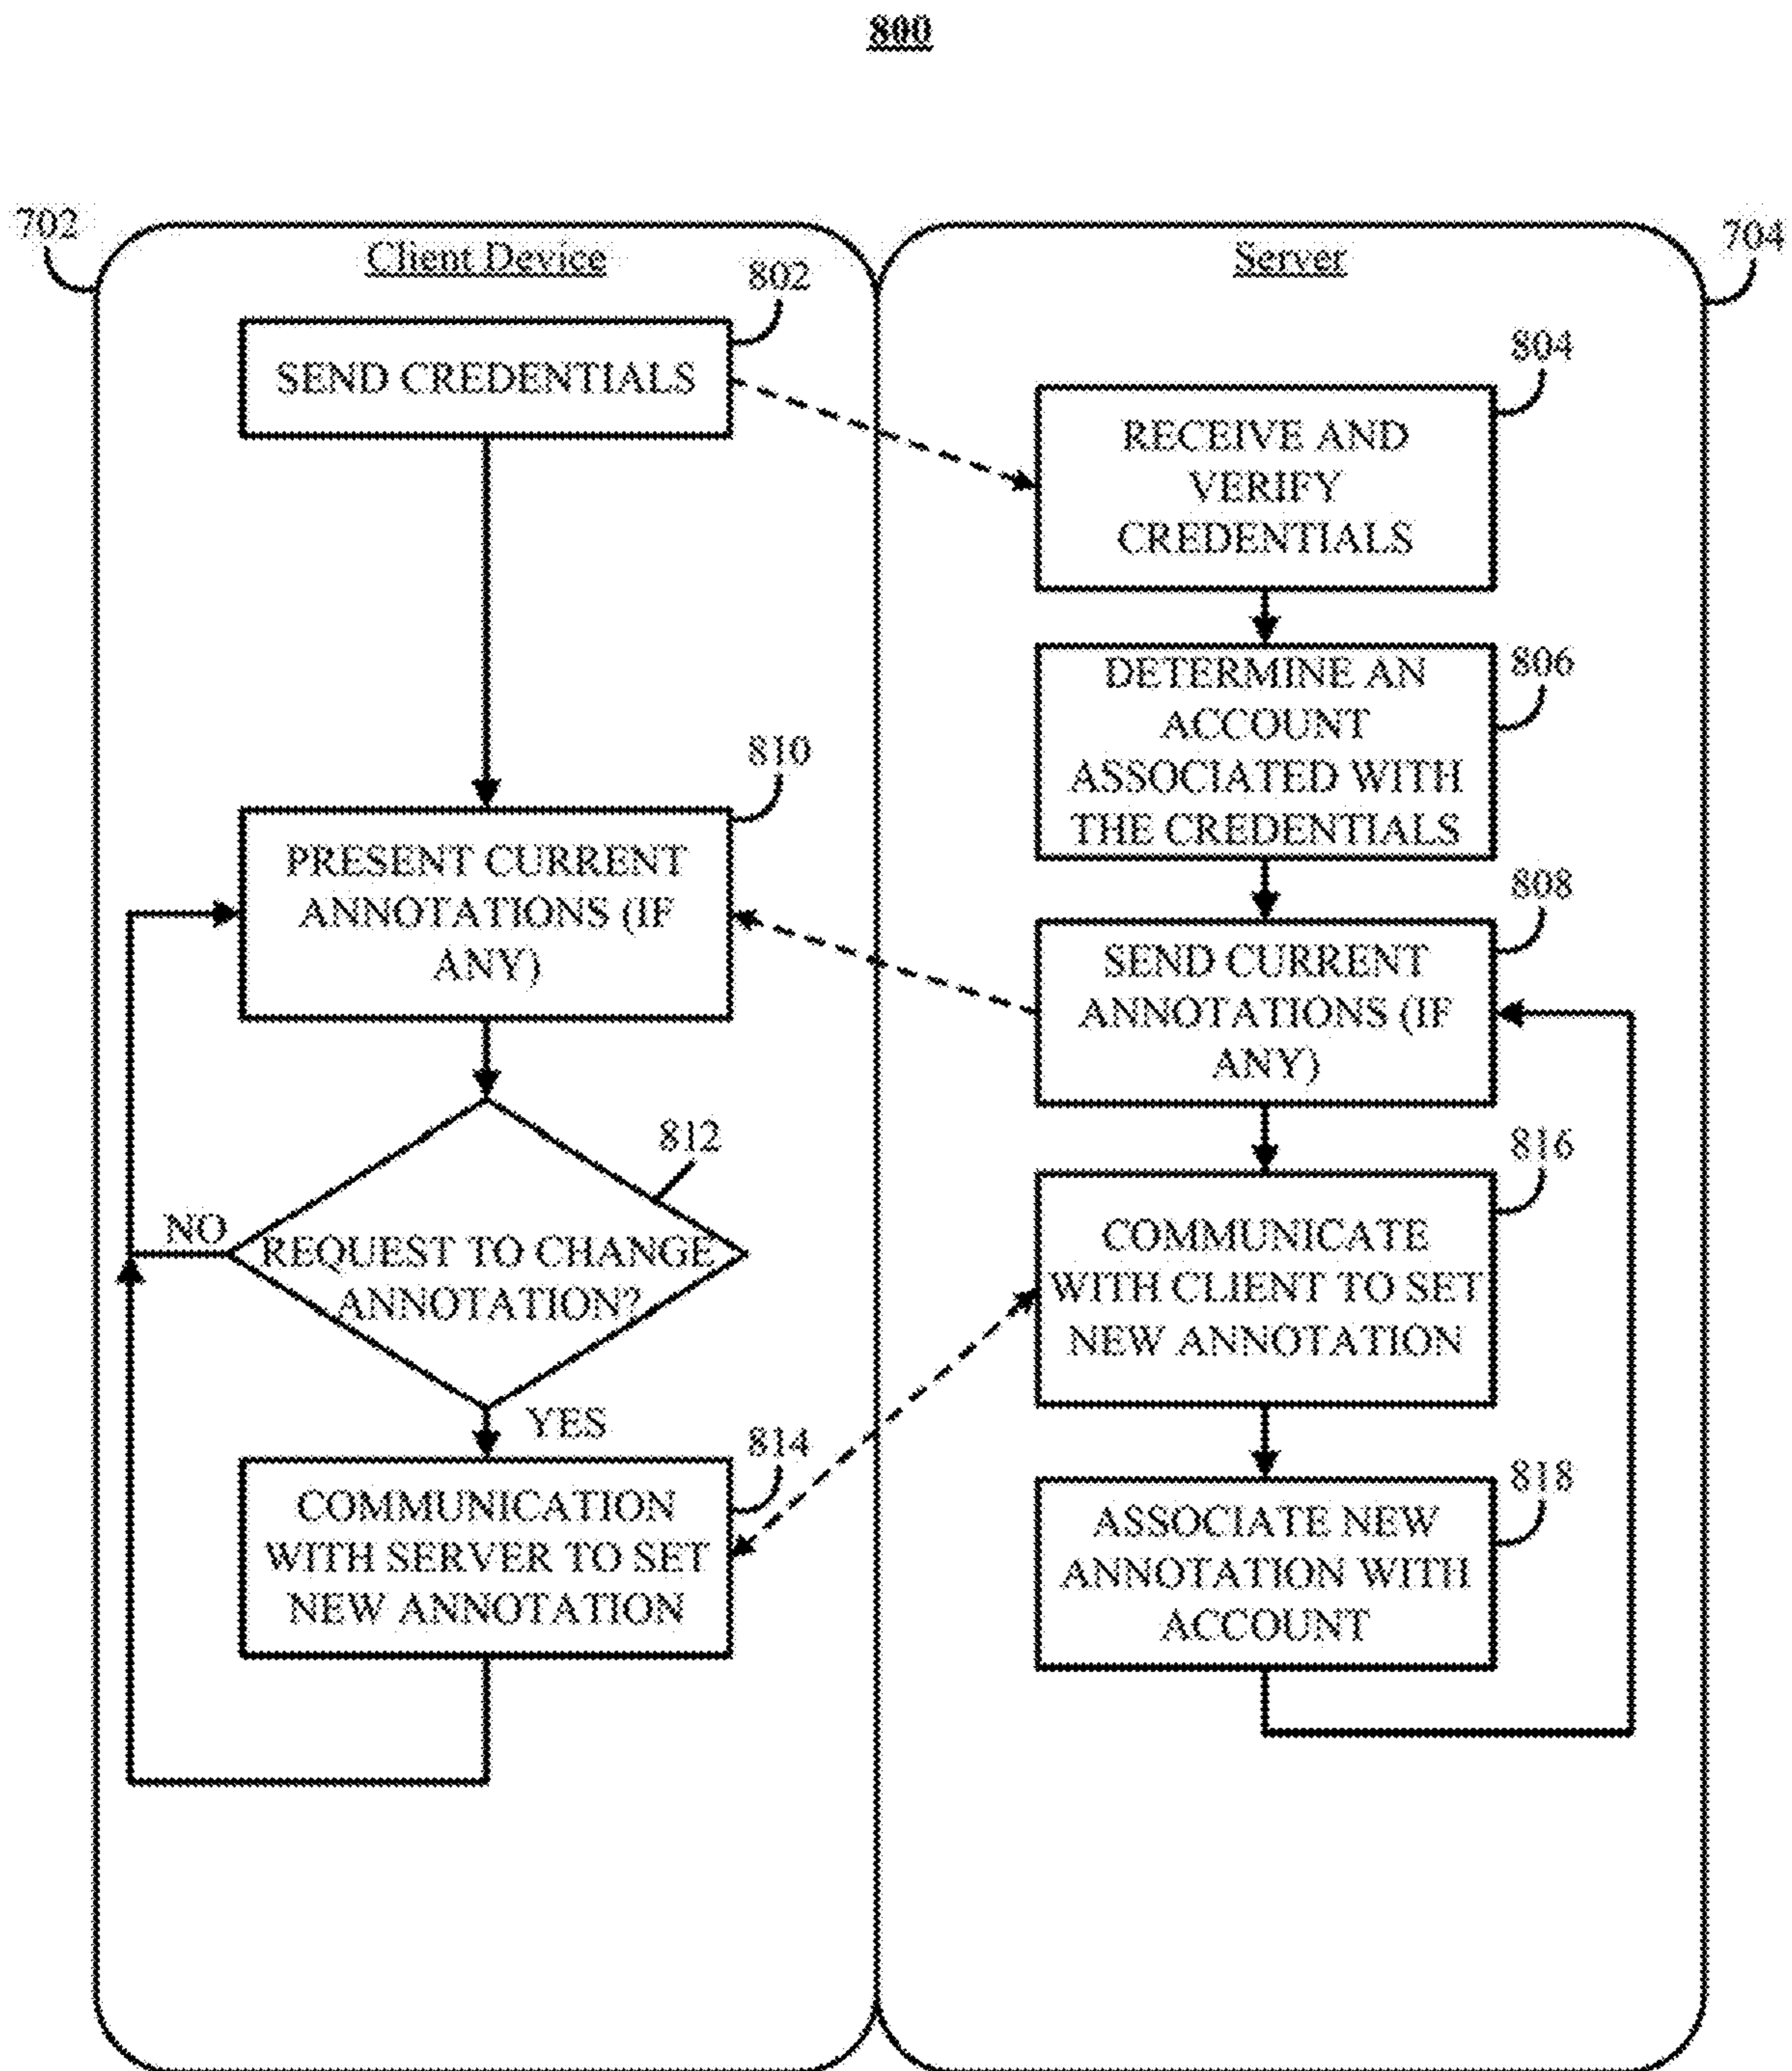 800
702
Client Device
802
SEND CREDENTIALS
810
PRESENT CURRENT
ANNOTATIONS (IF
ANY)
812
NO
REQUEST TO CHANGE
ANNOTATION?
YES
814
COMMUNICATION
WITH SERVER TO SET
NEW ANNOTATION
Server
704
804
RECEIVE AND
VERIFY
CREDENTIALS
806
DETERMINE AN
ACCOUNT
ASSOCIATED WITH
THE CREDENTIALS
808
SEND CURRENT
ANNOTATIONS (IF
ANY)
816
COMMUNICATE
WITH CLIENT TO SET
NEW ANNOTATION
818
ASSOCIATE NEW
ANNOTATION WITH
ACCOUNT